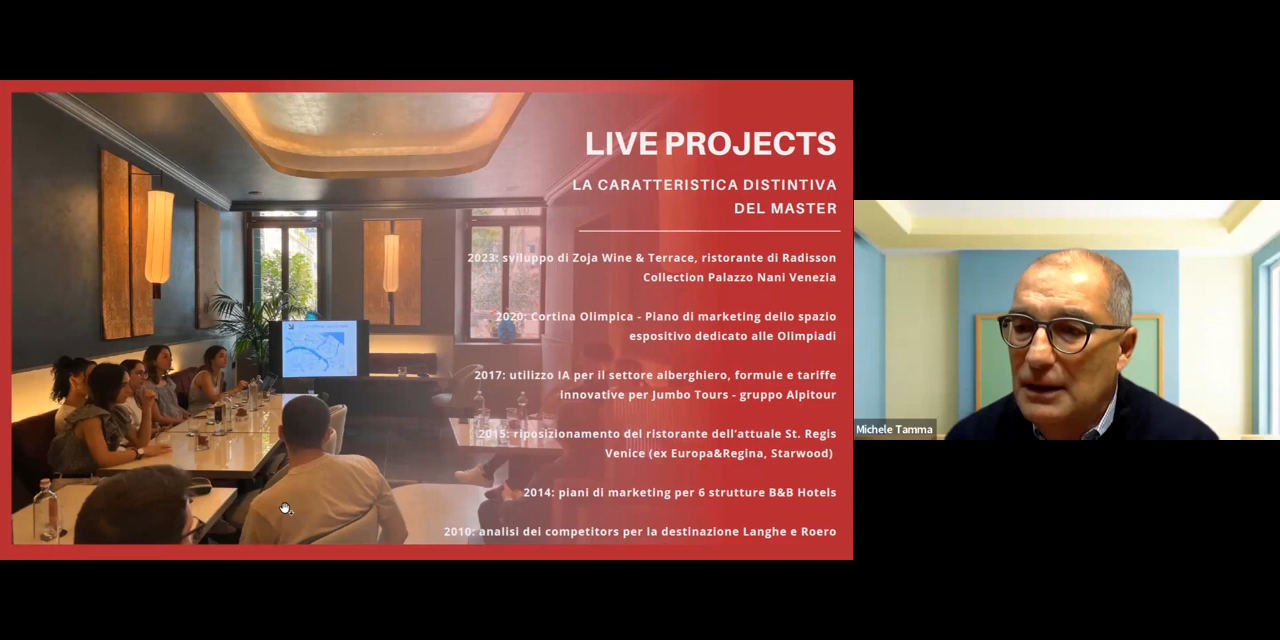 LIVE PROJECTS
LA CARATTERISTICA DISTINTIVA
DEL MASTER
2023: sviluppo di Zoja Wine & Terrace, ristorante di Radisson
Collection Palazzo Nani Venezia
2020: Cortina Olimpica - Piano di marketing dello spazio
espositivo dedicato alle Olimpiadi
2017: utilizzo IA per il settore alberghiero, formule e tariffe
innovative per Jumbo Tours - gruppo Alpitour
2015: riposizionamento del ristorante dell'attuale St. Regis
Venice (ex Europa&Regina, Starwood)
2014: piani di marketing per 6 strutture B&B Hotels
2010: analisi dei competitors per la destinazione Langhe e Roero
Michele Tamma